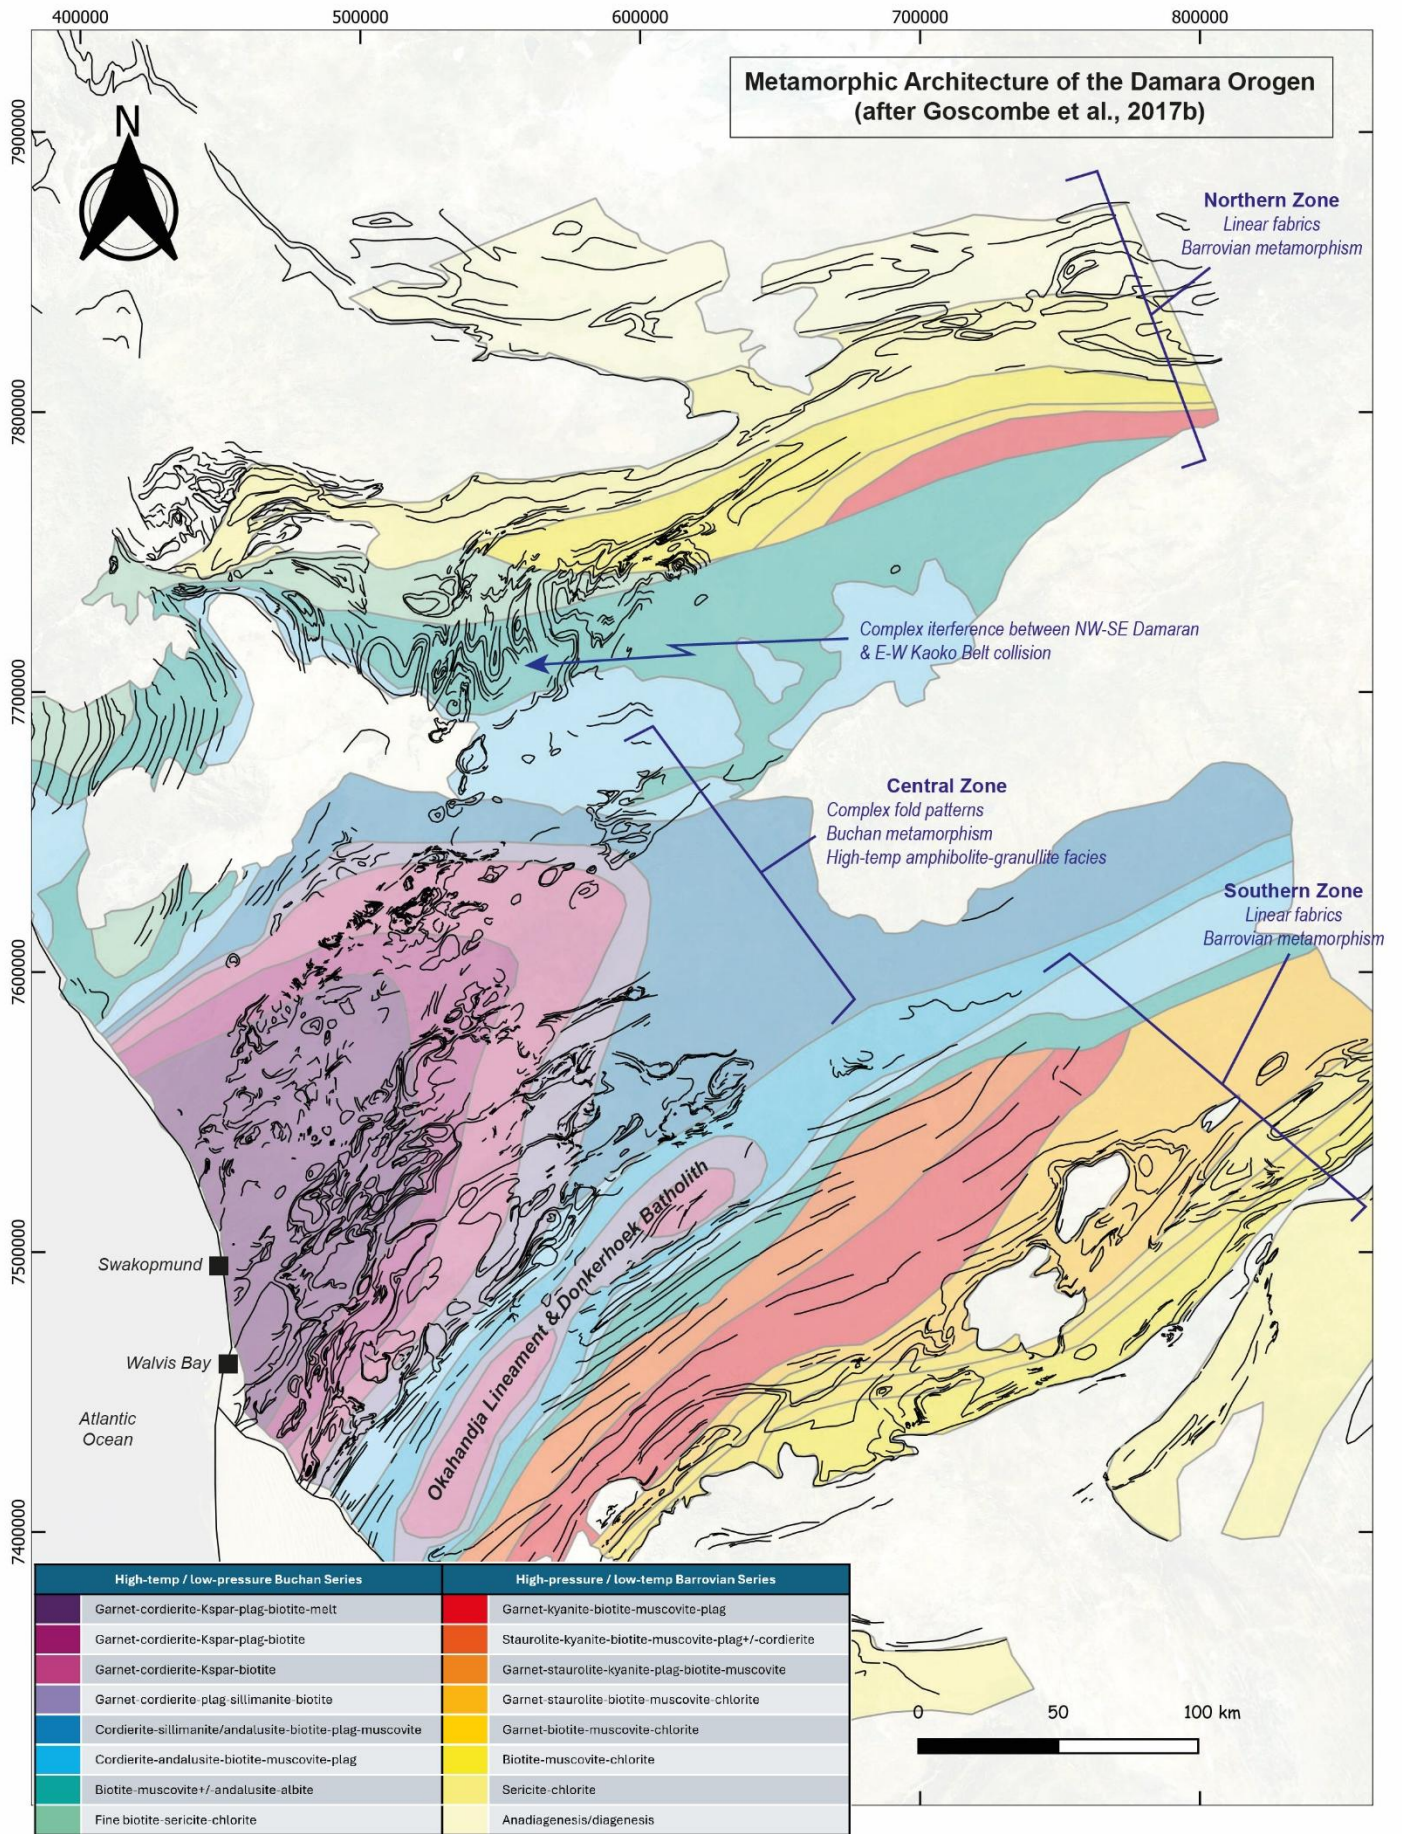 400000 500000 600000 700000 800000
Metamorphic Architecture of the Damara Orogen
(after Goscombe et al., 2017b)
N
7900000
Northern Zone
Linear fabrics
Barrovian metamorphism
7800000
Complex iterference between NW-SE Damaran
& E-W Kaoko Belt collision
7700000
Central Zone
Complex fold patterns
Buchan metamorphism
High-temp amphibolite-granullite facies
Southern Zone
Linear fabrics
Barrovian metamorphism
7600000
Okahandja Lineament & Donkerhoek Batholith
7500000
Swakopmund
Walvis Bay
Atlantic
Ocean
7400000
High-temp / low-pressure Buchan Series
Garnet-cordierite-Kspar-plag-biotite-melt
Garnet-cordierite-Kspar-plag-biotite
Garnet-cordierite-Kspar-biotite
Garnet-cordierite-plag-sillimanite-biotite
Cordierite-sillimanite/andalusite-biotite-plag-muscovite
Cordierite-andalusite-biotite-muscovite-plag
Biotite-muscovite+/-andalusite-albite
Fine biotite-sericite-chlorite
High-pressure / low-temp Barrovian Series
Garnet-kyanite-biotite-muscovite-plag
Staurolite-kyanite-biotite-muscovite-plag+/-cordierite
Garnet-staurolite-kyanite-plag-biotite-muscovite
Garnet-staurolite-biotite-muscovite-chlorite
Garnet-biotite-muscovite-chlorite
Biotite-muscovite-chlorite
Sericite-chlorite
Anadiagenesis/diagenesis
0 50 100 km